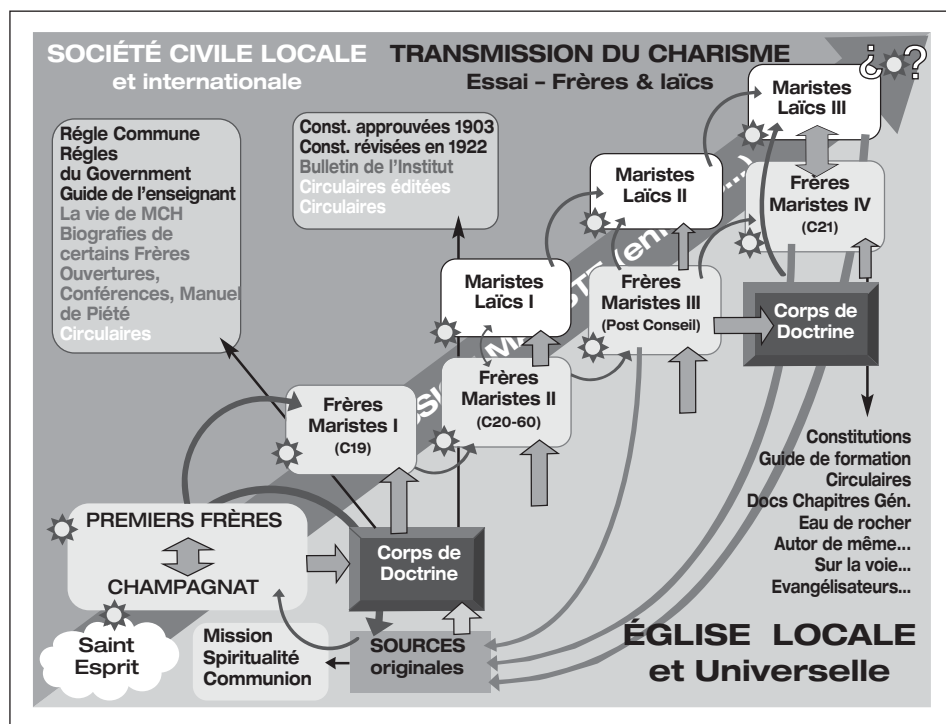 SOCIÉTÉ CIVILE LOCALE
et internationale
TRANSMISSION DU CHARISME
Essai – Frères & laïcs
¿ ?
Régle Commune
Régles
du Government
Guide de l'enseignant
La vie de MCH
Biografies de
certains Frères
Ouvertures,
Conférences, Manuel
de Piété
Circulaires
Const. approuvées 1903
Const. révisées en 1922
Bulletin de l'Institut
Circulaires éditées
Circulaires
Maristes
Laïcs III
Maristes
Laïcs II
Frères
Maristes IV
(C21)
Maristes
Laïcs I
Frères
Maristes III
(Post Conseil)
Corps de
Doctrine
Frères
Maristes II
(C20-60)
Frères
Maristes I
(C19)
Constitutions
Guide de formation
Circulaires
Docs Chapitres Gén.
Eau de rocher
Autor de même...
Sur la voie...
Evangélisateurs...
PREMIERS FRÈRES
CHAMPAGNAT
Corps de
Doctrine
Saint
Esprit
Mission
Spiritualité
Communion
SOURCES
originales
ÉGLISE LOCALE
et Universelle